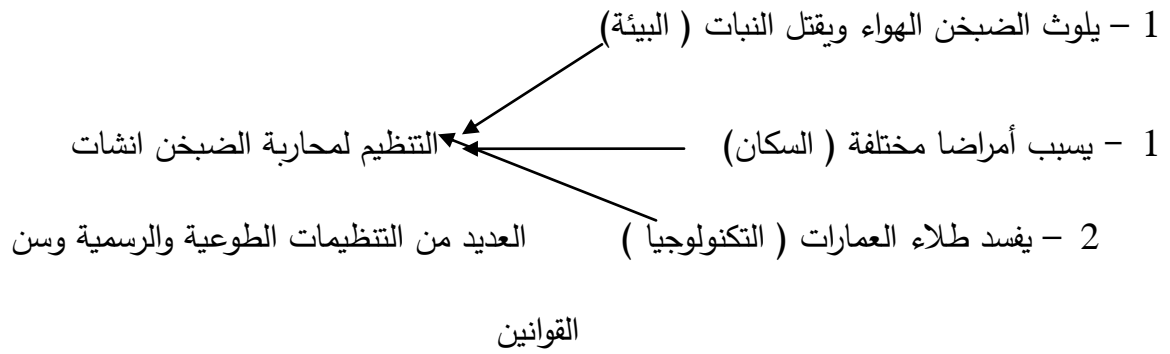 1 – يلوث الضبخن الهواء ويقتل النبات ( البيئة)
1 – يسبب أمراضا مختلفة ( السكان) التنظيم لمحاربة الضبخن انشات
2 – يفسد طلاء العمارات ( التكنولوجيا ) العديد من التنظيمات الطوعية والرسمية وسن
القوانين